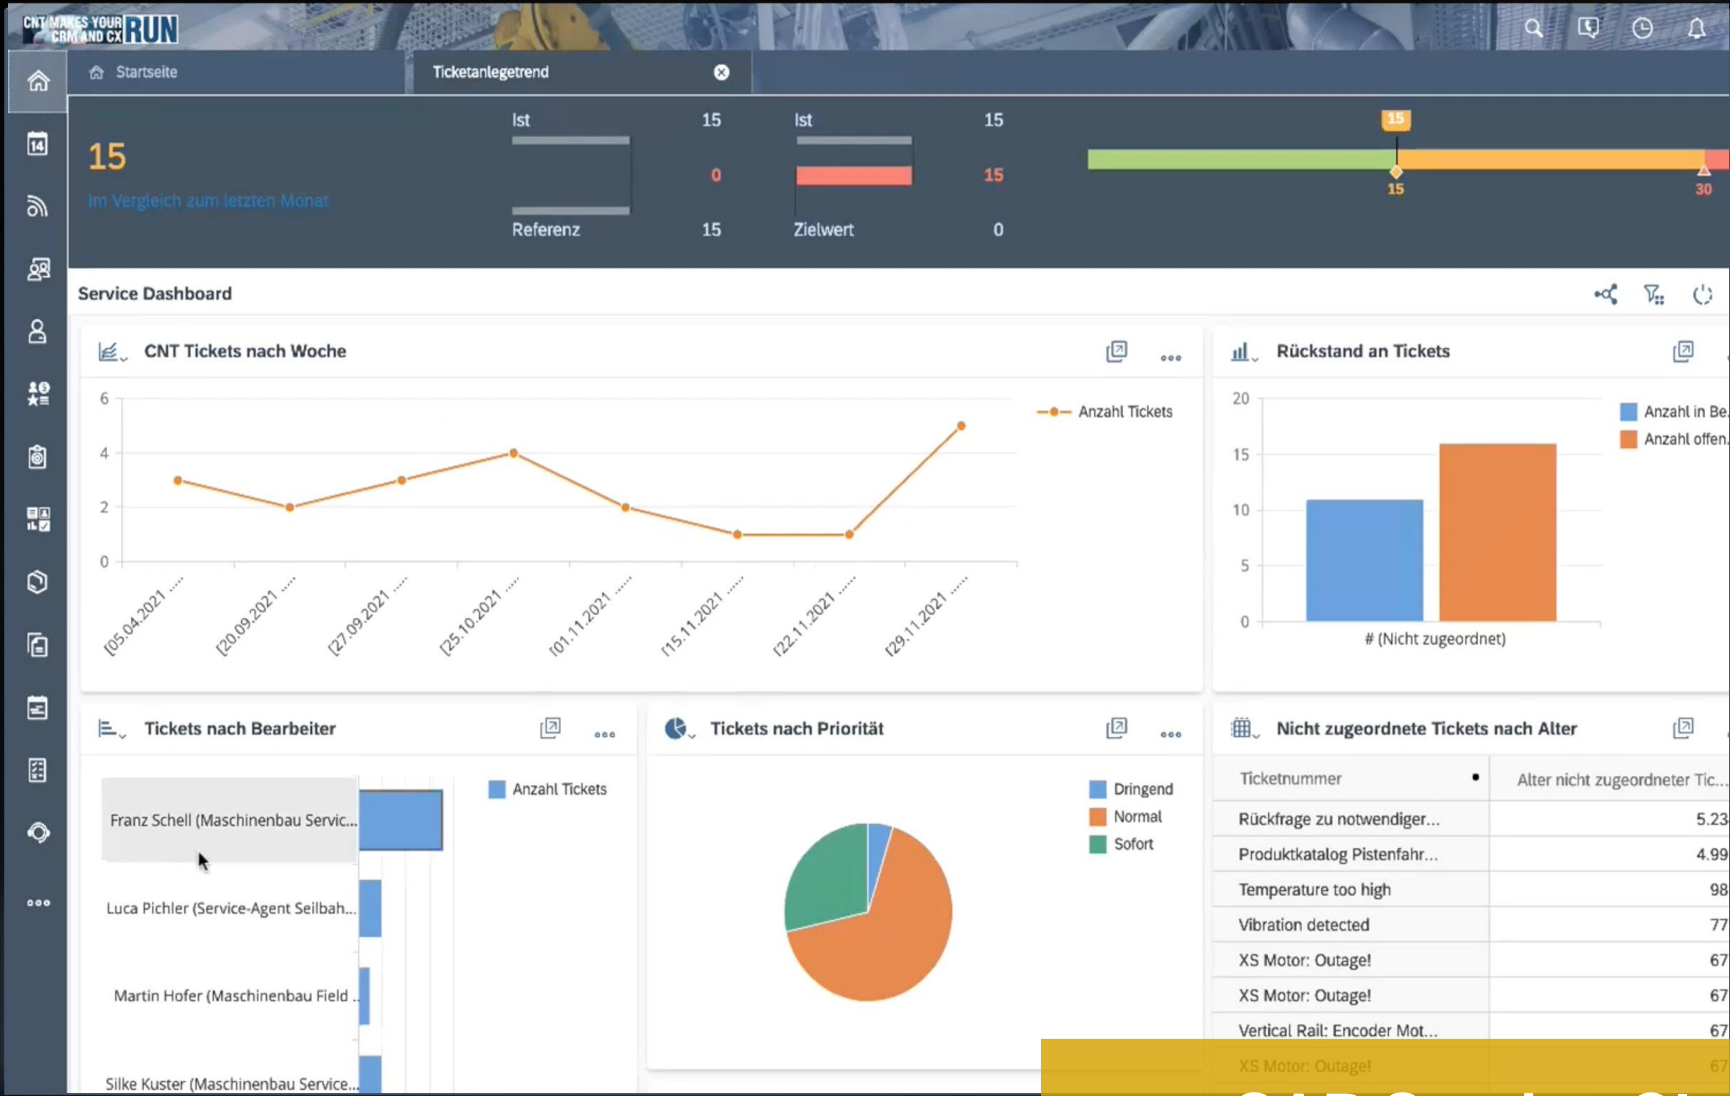 CNT MAKES YOUR
CRM AND CX RUN
Startseite
Ticketanlegetrend
14
15
Im Vergleich zum letzten Monat
Ist 15
0
Referenz 15
Ist 15
15
Zielwert 0
15
15
30
Service Dashboard
CNT Tickets nach Woche
6
4
2
0
Anzahl Tickets
[05.04.2021 .....
[20.09.2021 .....
[27.09.2021 .....
[25.10.2021 .....
[01.11.2021 .....
[15.11.2021 .....
[22.11.2021 .....
[29.11.2021 .....
Rückstand an Tickets
20
15
10
5
0
Anzahl in Be.
Anzahl offen.
# (Nicht zugeordnet)
Tickets nach Bearbeiter
Anzahl Tickets
Franz Schell (Maschinenbau Servic...
Luca Pichler (Service-Agent Seilbah...
Martin Hofer (Maschinenbau Field ..
Silke Kuster (Maschinenbau Service...
Tickets nach Priorität
Dringend
Normal
Sofort
Nicht zugeordnete Tickets nach Alter
Ticketnummer Alter nicht zugeordneter Tic...
Rückfrage zu notwendiger... 5.23
Produktkatalog Pistenfahr... 4.99
Temperature too high 98
Vibration detected 77
XS Motor: Outage! 67
XS Motor: Outage! 67
Vertical Rail: Encoder Mot... 67
XS Motor: Outage! 67